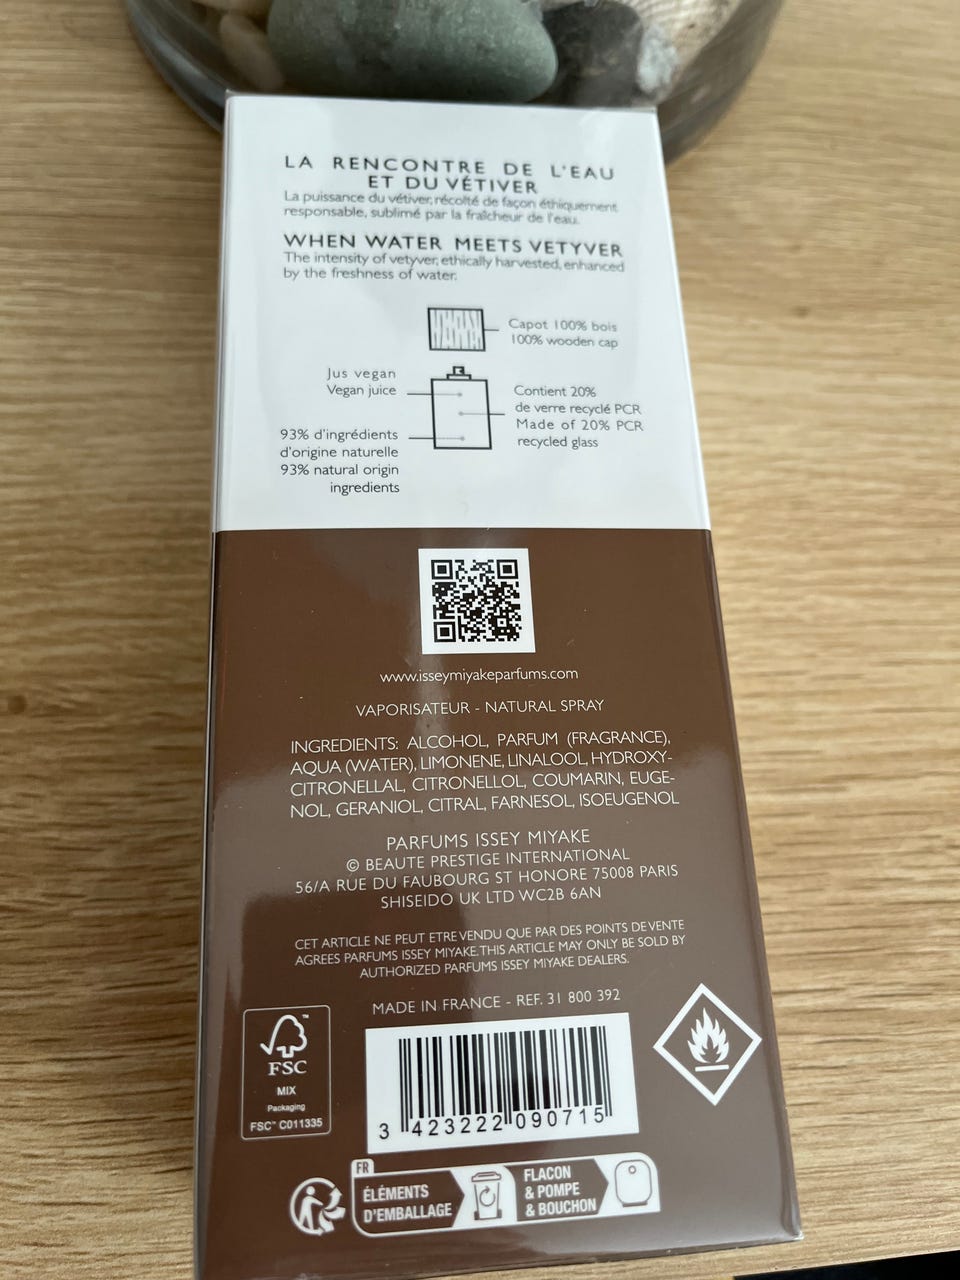 LA RENCONTRE DE L'EAU
ET DU VÉTIVER
La puissance du vétiver, récolté de façon éthiquement
responsable, sublimé par la fraîcheur de l'eau.
WHEN WATER MEETS VETYVER
The intensity of vetyver, ethically harvested, enhanced
by the freshness of water.
Capot 100% bois
100% wooden cap
Jus vegan
Vegan juice
Contient 20%
de verre recyclé PCR
Made of 20% PCR
recycled glass
93% d'ingrédients
d'origine naturelle
93% natural origin
ingredients
www.isseymiyakeparfums.com
VAPORISATEUR - NATURAL SPRAY
INGREDIENTS: ALCOHOL, PARFUM (FRAGRANCE),
AQUA (WATER), LIMONENE, LINALOOL, HYDROXY-
CITRONELLAL, CITRONELLOL, COUMARIN, EUGE-
NOL, GERANIOL, CITRAL, FARNESOL, ISOEUGENOL
PARFUMS ISSEY MIYAKE
© BEAUTE PRESTIGE INTERNATIONAL
56/A RUE DU FAUBOURG ST HONORE 75008 PARIS
SHISEIDO UK LTD WC2B 6AN
CET ARTICLE NE PEUT ETRE VENDU QUE PAR DES POINTS DE VENTE
AGREES PARFUMS ISSEY MIYAKE. THIS ARTICLE MAY ONLY BE SOLD BY
AUTHORIZED PARFUMS ISSEY MIYAKE DEALERS.
MADE IN FRANCE - REF. 31 800 392
FSC
MIX
Packaging
FSC™ C011335
3 423222 090715
FR
ÉLÉMENTS
D'EMBALLAGE
FLACON
& POMPE
& BOUCHON